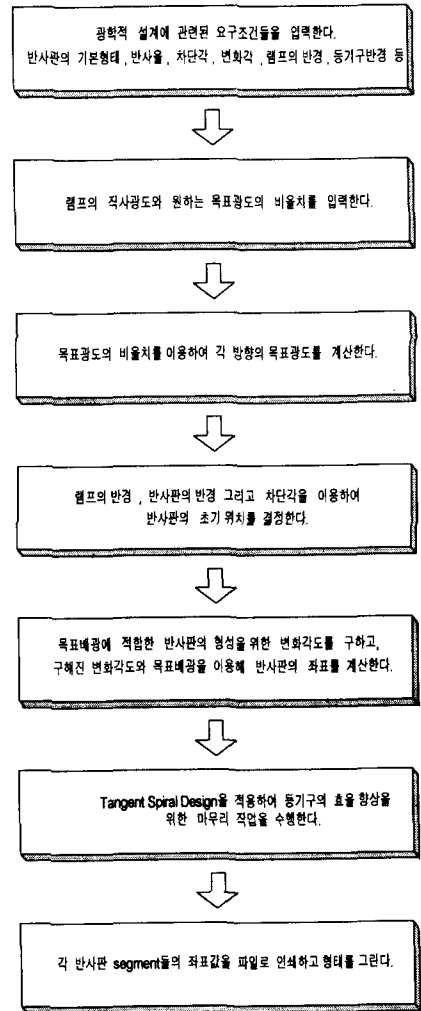 광학적 설계에 관련된 요구조건들을 입력한다.
반사판의 기본형태, 반사율, 차단각, 변화각, 램프의 반경, 등기구반경 등
램프의 직사광도와 원하는 목표광도의 비율치를 입력한다.
목표광도의 비율치를 이용하여 각 방향의 목표광도를 계산한다.
램프의 반경, 반사판의 반경 그리고 차단각을 이용하여
반사판의 초기 위치를 결정한다.
목표배광에 적합한 반사판의 형성을 위한 변화각도를 구하고,
구해진 변화각도와 목표배광을 이용해 반사판의 좌표를 계산한다.
Tangent Spiral Design을 적용하여 등기구의 효율 향상을
위한 마무리 작업을 수행한다.
각 반사판 segment들의 좌표값을 파일로 인쇄하고 형태를 그린다.